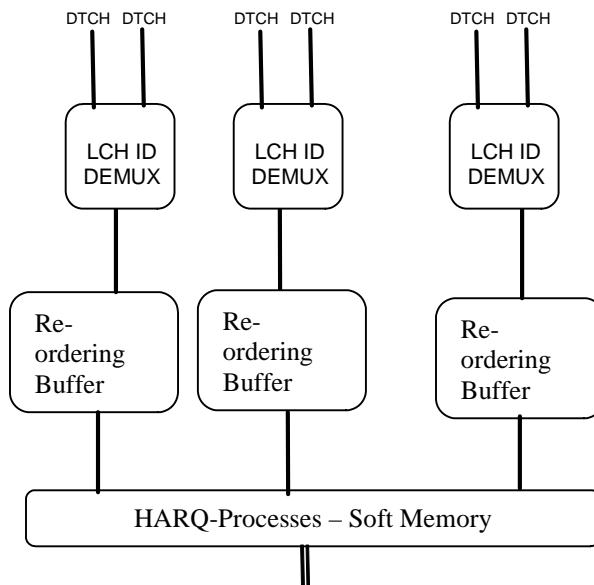 DTCH DTCH DTCH DTCH DTCH DTCH
LCH ID
DEMUX
LCH ID
DEMUX
LCH ID
DEMUX
Re-
ordering
Buffer
Re-
ordering
Buffer
Re-
ordering
Buffer
HARQ-Processes – Soft Memory